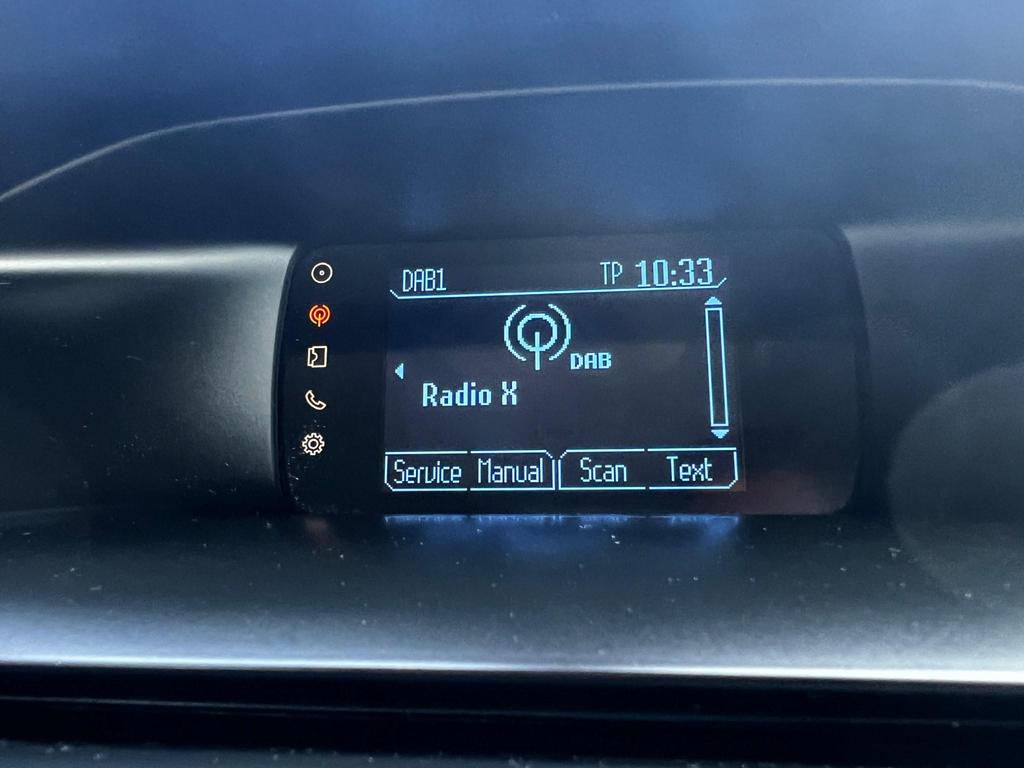 DAB1 TP 10:33
DAB
Radio X
Service Manual Scan Text